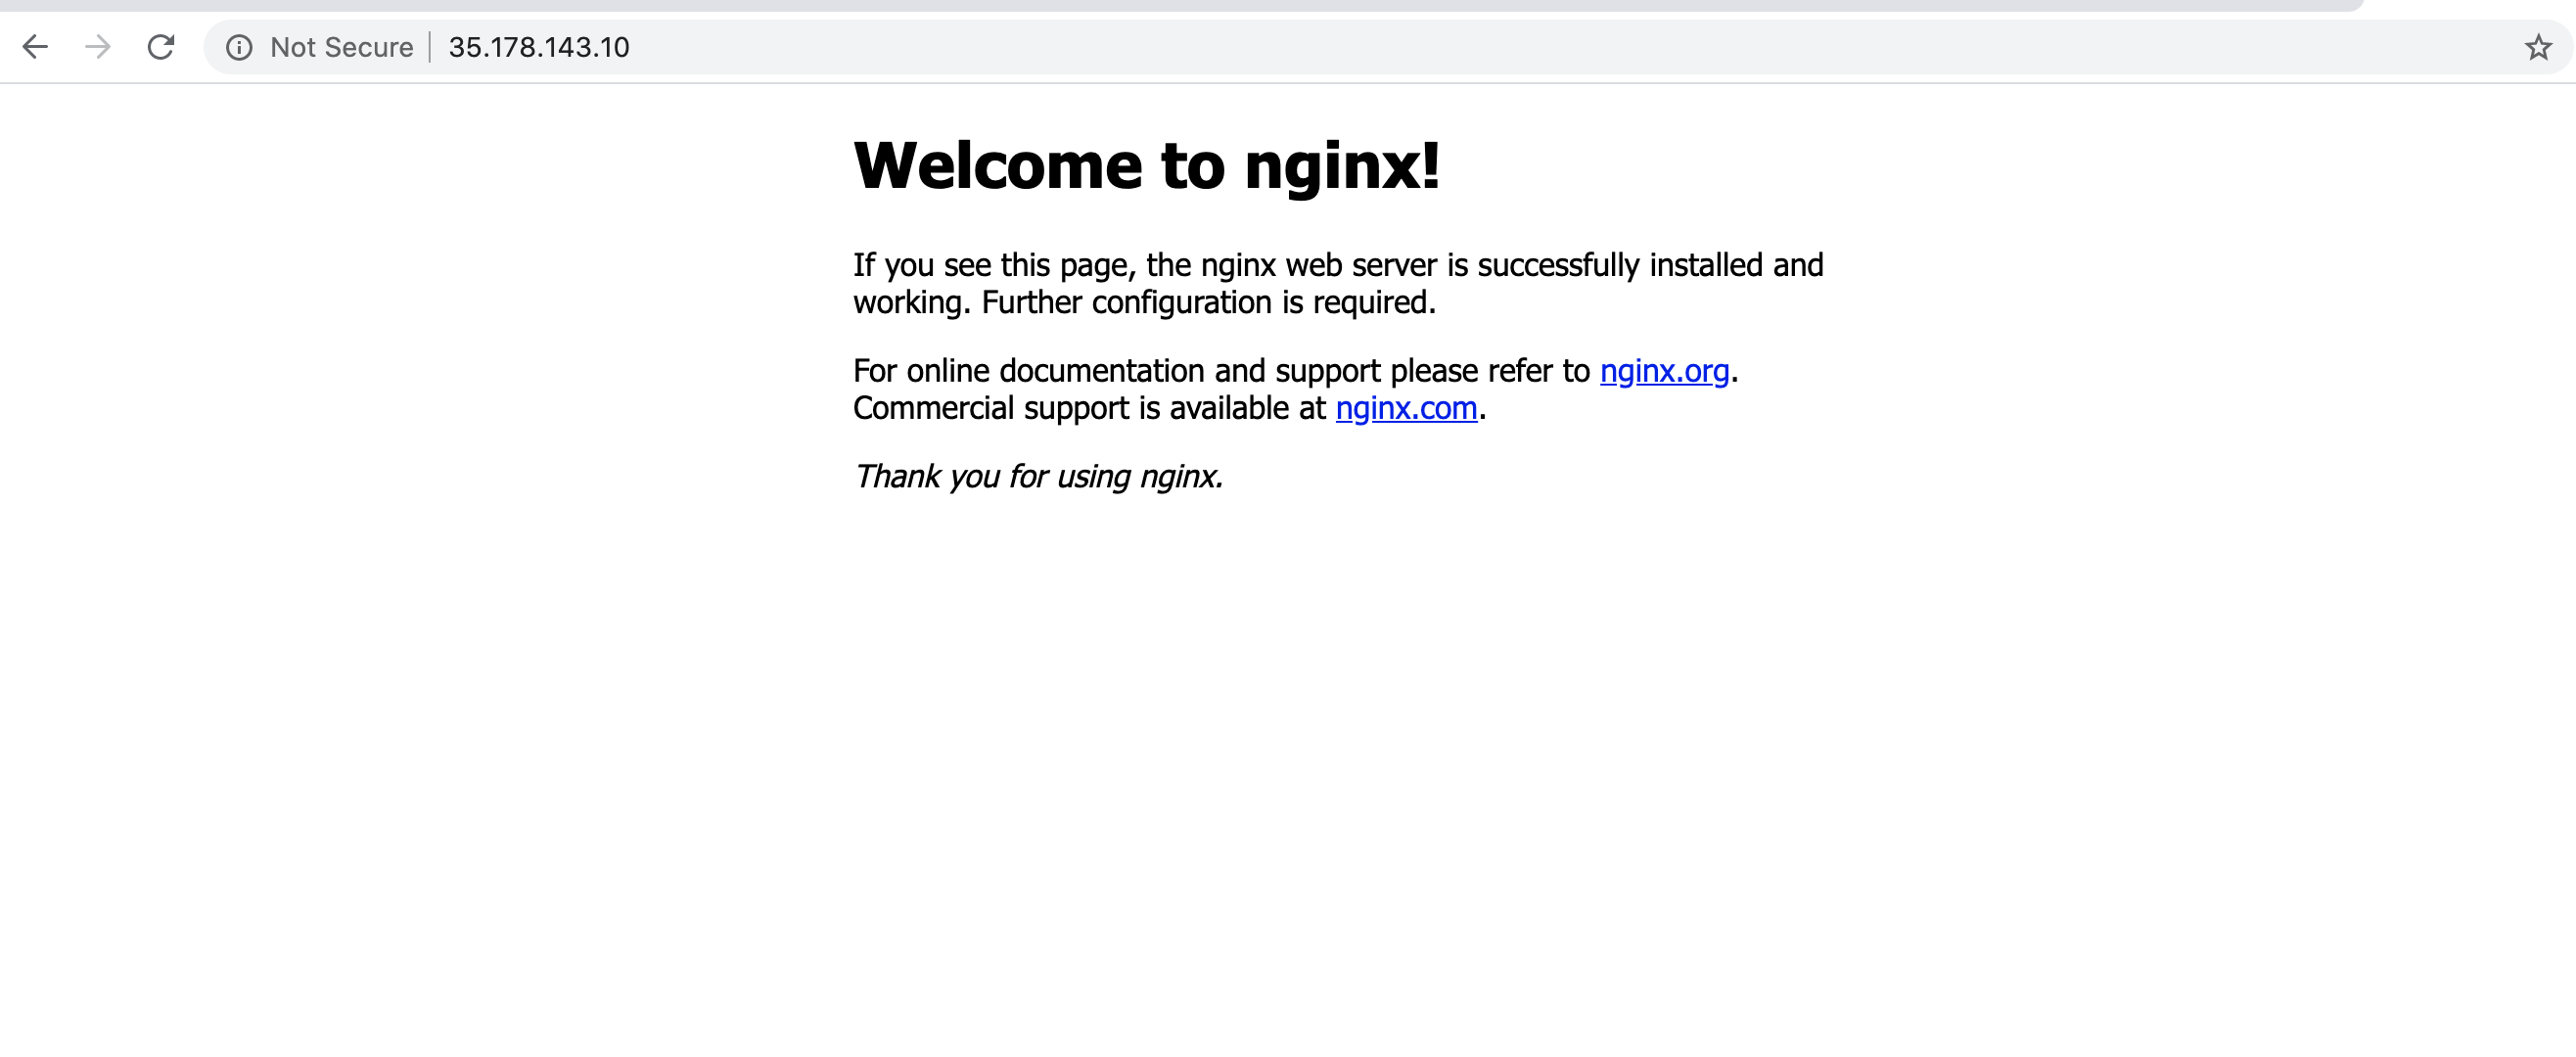 Not Secure 35.178.143.10
Welcome to nginx!
If you see this page, the nginx web server is successfully installed and
working. Further configuration is required.
For online documentation and support please refer to nginx.org.
Commercial support is available at nginx.com.
Thank you for using nginx.